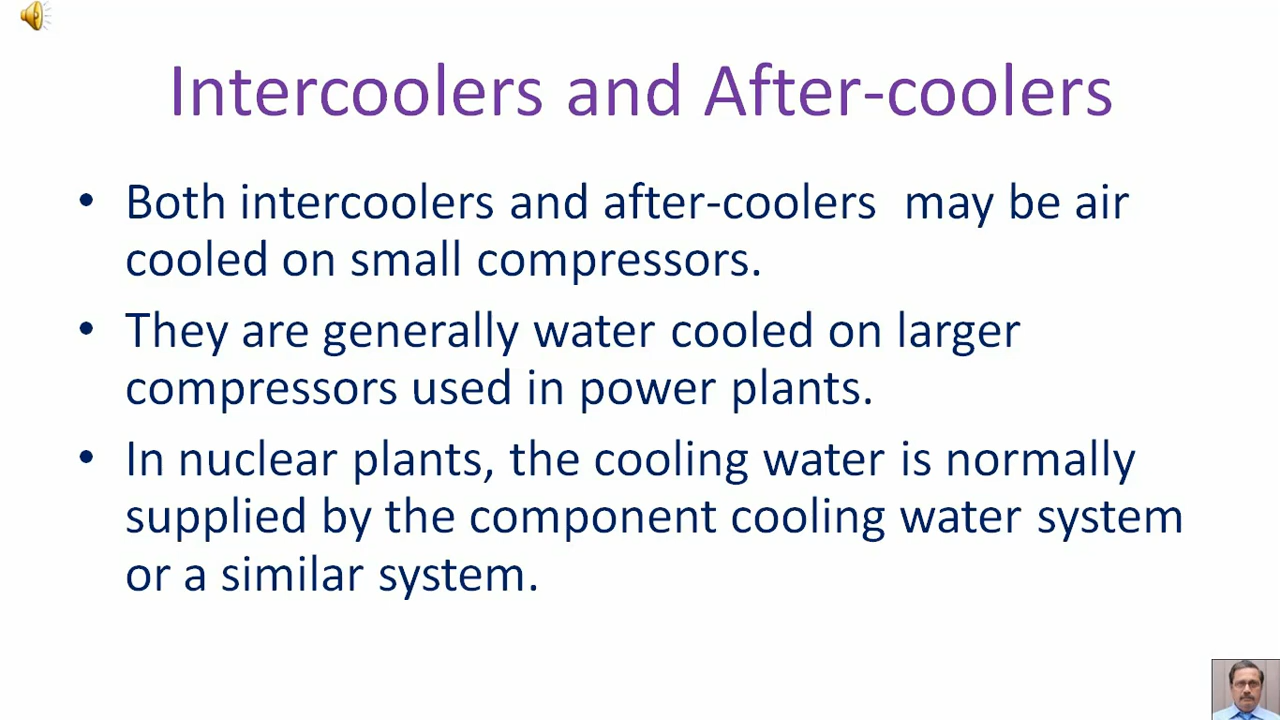 Intercoolers and After-coolers
• Both intercoolers and after-coolers may be air
cooled on small compressors.
• They are generally water cooled on larger
compressors used in power plants.
• In nuclear plants, the cooling water is normally
supplied by the component cooling water system
or a similar system.